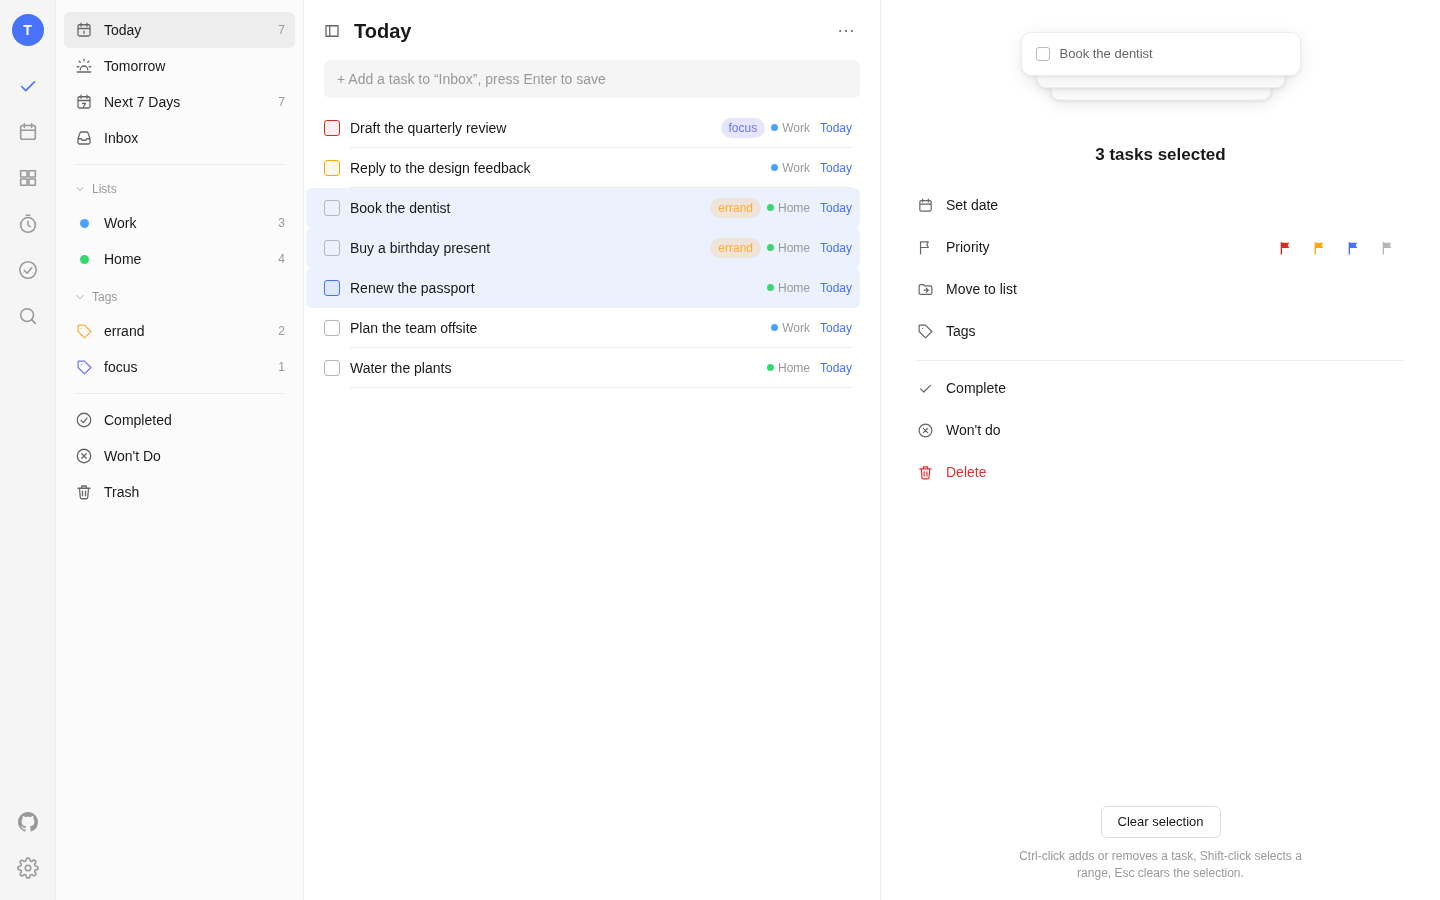 T
Today 7
Tomorrow
Next 7 Days 7
Inbox
Lists
Work 3
Home 4
Tags
errand 2
focus 1
Completed
Won't Do
Trash
Today
+ Add a task to “Inbox”, press Enter to save
Draft the quarterly review focus Work Today
Reply to the design feedback Work Today
Book the dentist errand Home Today
Buy a birthday present errand Home Today
Renew the passport Home Today
Plan the team offsite Work Today
Water the plants Home Today
Book the dentist
3 tasks selected
Set date
Priority
Move to list
Tags
Complete
Won't do
Delete
Clear selection
Ctrl-click adds or removes a task, Shift-click selects a
range, Esc clears the selection.